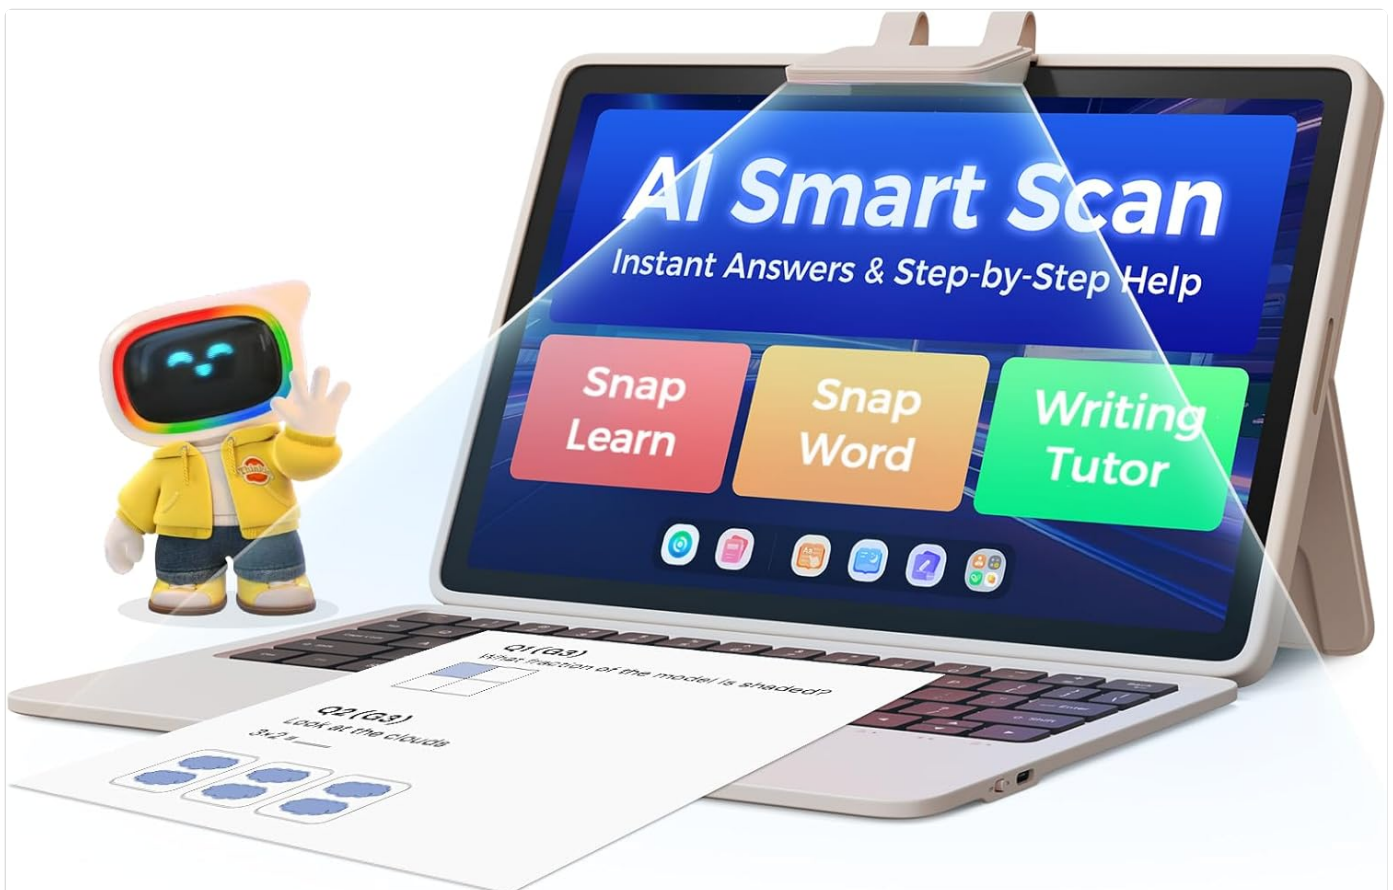 AI Smart Scan
Instant Answers & Step-by-Step Help
Snap
Learn
Snap
Word
Writing
Tutor
Q1 (G3)
What fraction of the model is shaded?
Q2 (G3)
Look at the clouds
3×2 = __